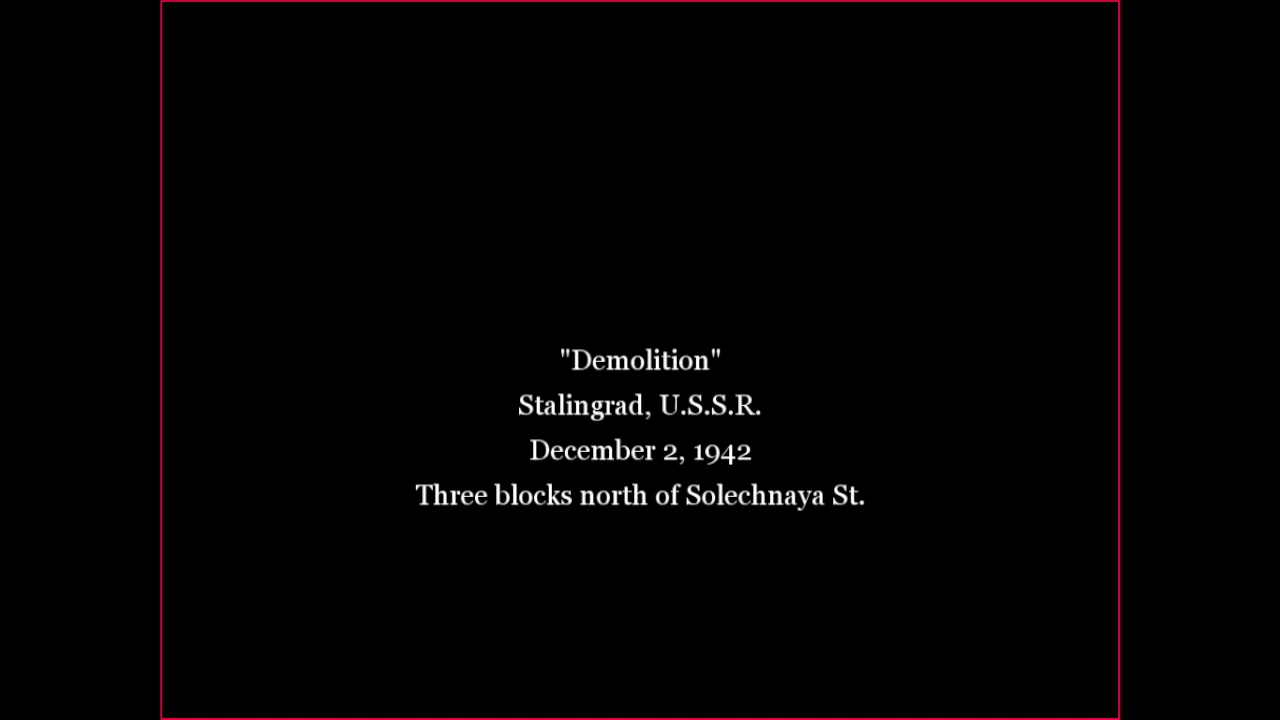 "Demolition"
Stalingrad, U.S.S.R.
December 2, 1942
Three blocks north of Solechnaya St.